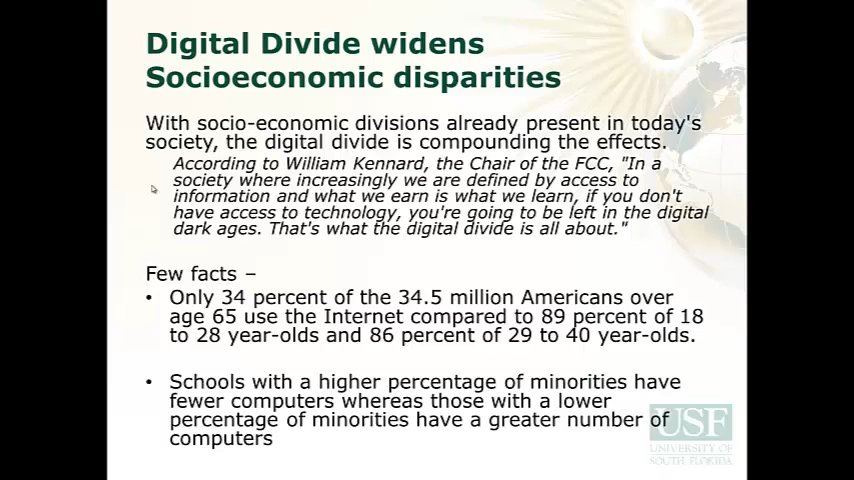 Digital Divide widens
Socioeconomic disparities
With socio-economic divisions already present in today's
society, the digital divide is compounding the effects.
According to William Kennard, the Chair of the FCC, "In a
society where increasingly we are defined by access to
information and what we earn is what we learn, if you don't
have access to technology, you're going to be left in the digital
dark ages. That's what the digital divide is all about."
Few facts –
• Only 34 percent of the 34.5 million Americans over
age 65 use the Internet compared to 89 percent of 18
to 28 year-olds and 86 percent of 29 to 40 year-olds.
• Schools with a higher percentage of minorities have
fewer computers whereas those with a lower
percentage of minorities have a greater number of
computers
USF
UNIVERSITY OF
SOUTH FLORIDA